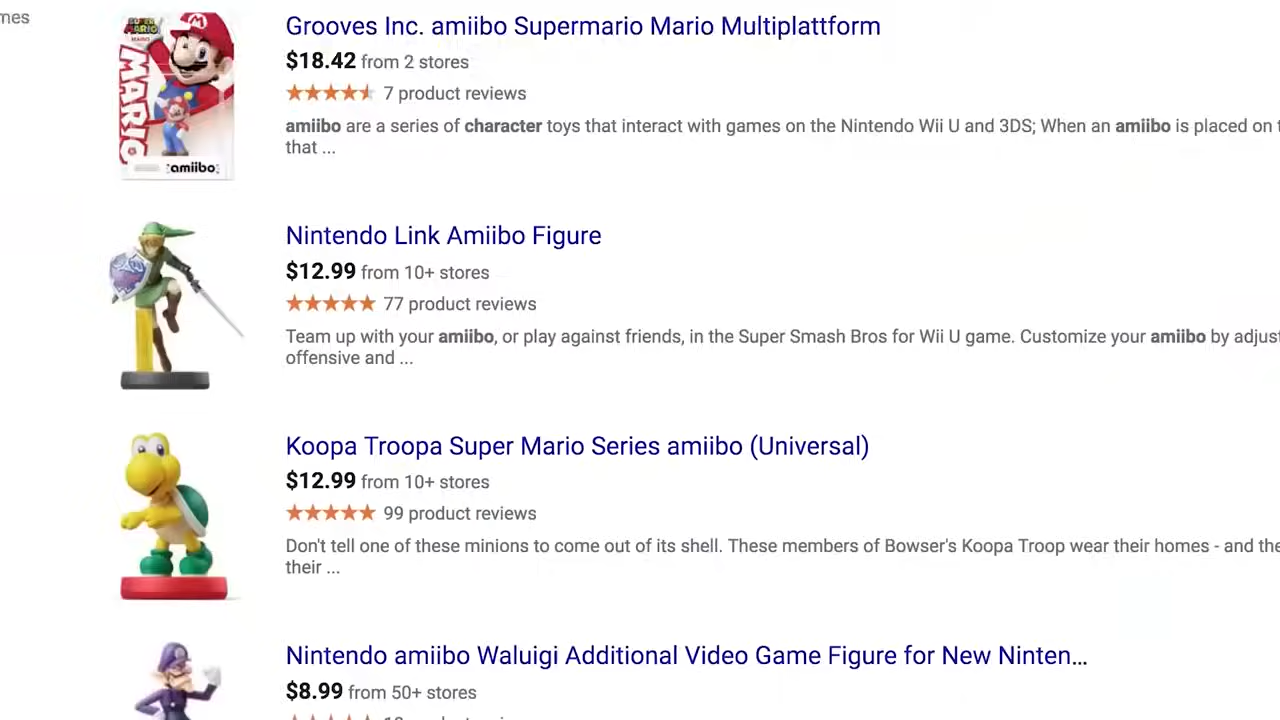 mes
Grooves Inc. amiibo Supermario Mario Multiplattform
$18.42 from 2 stores
7 product reviews
amiibo are a series of character toys that interact with games on the Nintendo Wii U and 3DS; When an amiibo is placed on
that ...
SUPER MARIO
MARIO
MARIO
amiibo
Nintendo Link Amiibo Figure
$12.99 from 10+ stores
77 product reviews
Team up with your amiibo, or play against friends, in the Super Smash Bros for Wii U game. Customize your amiibo by adjust
offensive and ...
Koopa Troopa Super Mario Series amiibo (Universal)
$12.99 from 10+ stores
99 product reviews
Don't tell one of these minions to come out of its shell. These members of Bowser's Koopa Troop wear their homes - and the
their ...
Nintendo amiibo Waluigi Additional Video Game Figure for New Ninten...
$8.99 from 50+ stores